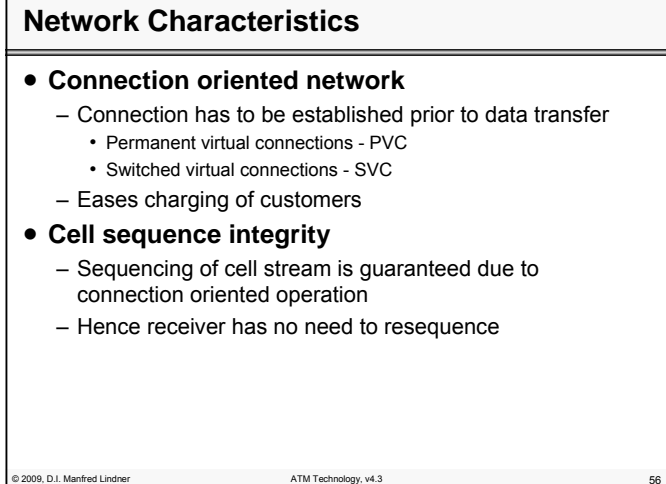 Network Characteristics
• Connection oriented network
– Connection has to be established prior to data transfer
• Permanent virtual connections - PVC
• Switched virtual connections - SVC
– Eases charging of customers
• Cell sequence integrity
– Sequencing of cell stream is guaranteed due to
connection oriented operation
– Hence receiver has no need to resequence
© 2009, D.I. Manfred Lindner ATM Technology, v4.3 56